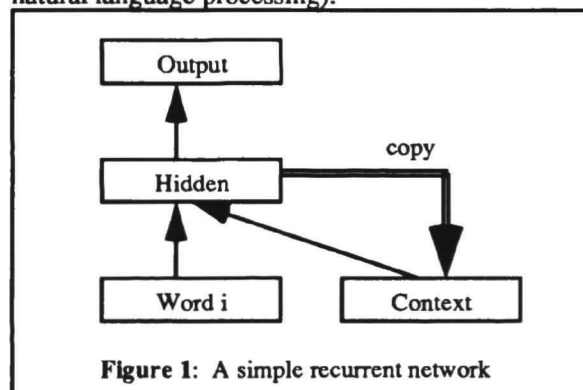 natural language processing).
Output
copy
Hidden
Word i
Context
Figure 1: A simple recurrent network